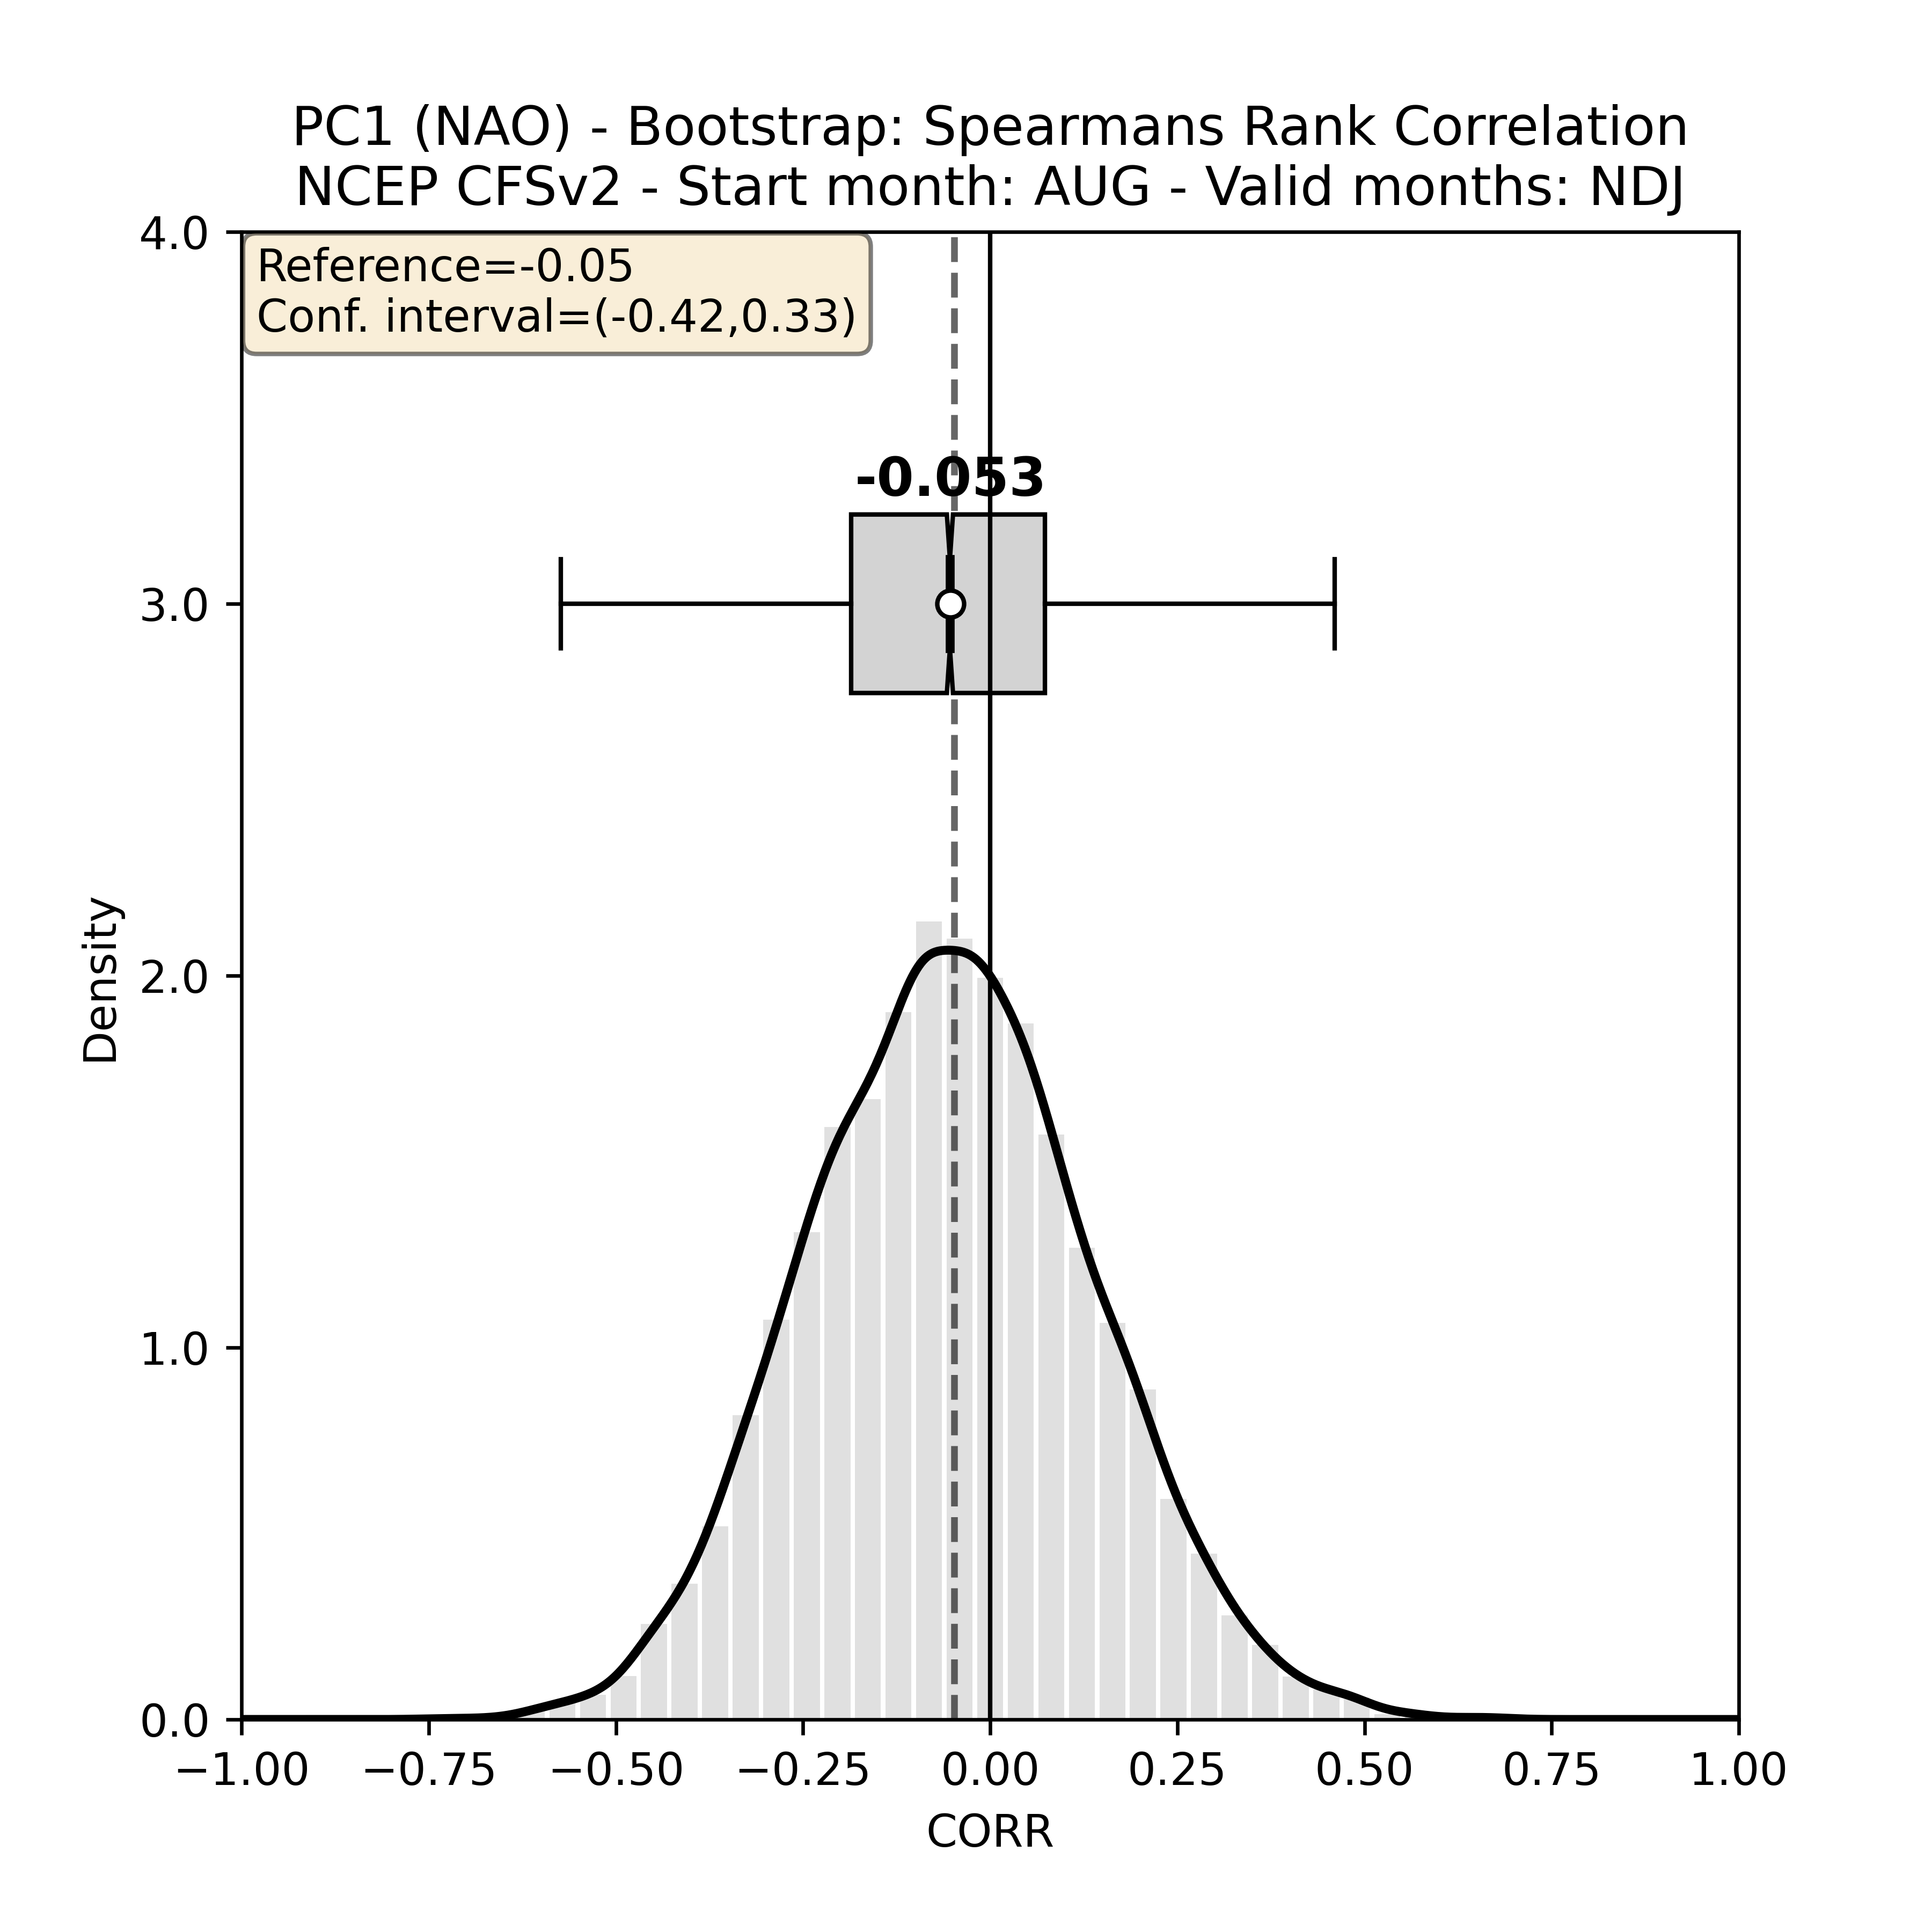 PC1 (NAO) - Bootstrap: Spearmans Rank Correlation
NCEP CFSv2 - Start month: AUG - Valid months: NDJ
Reference=-0.05
Conf. interval=(-0.42,0.33)
-0.053
4.0
3.0
2.0
1.0
0.0
Density
−1.00 −0.75 −0.50 −0.25 0.00 0.25 0.50 0.75 1.00
CORR